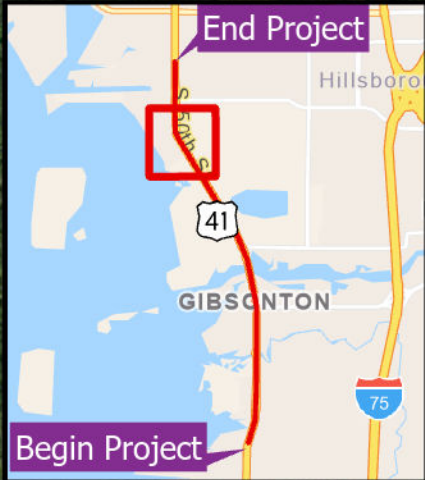 End Project
Hillsboro
S 50th S
41
GIBSONTON
75
Begin Project